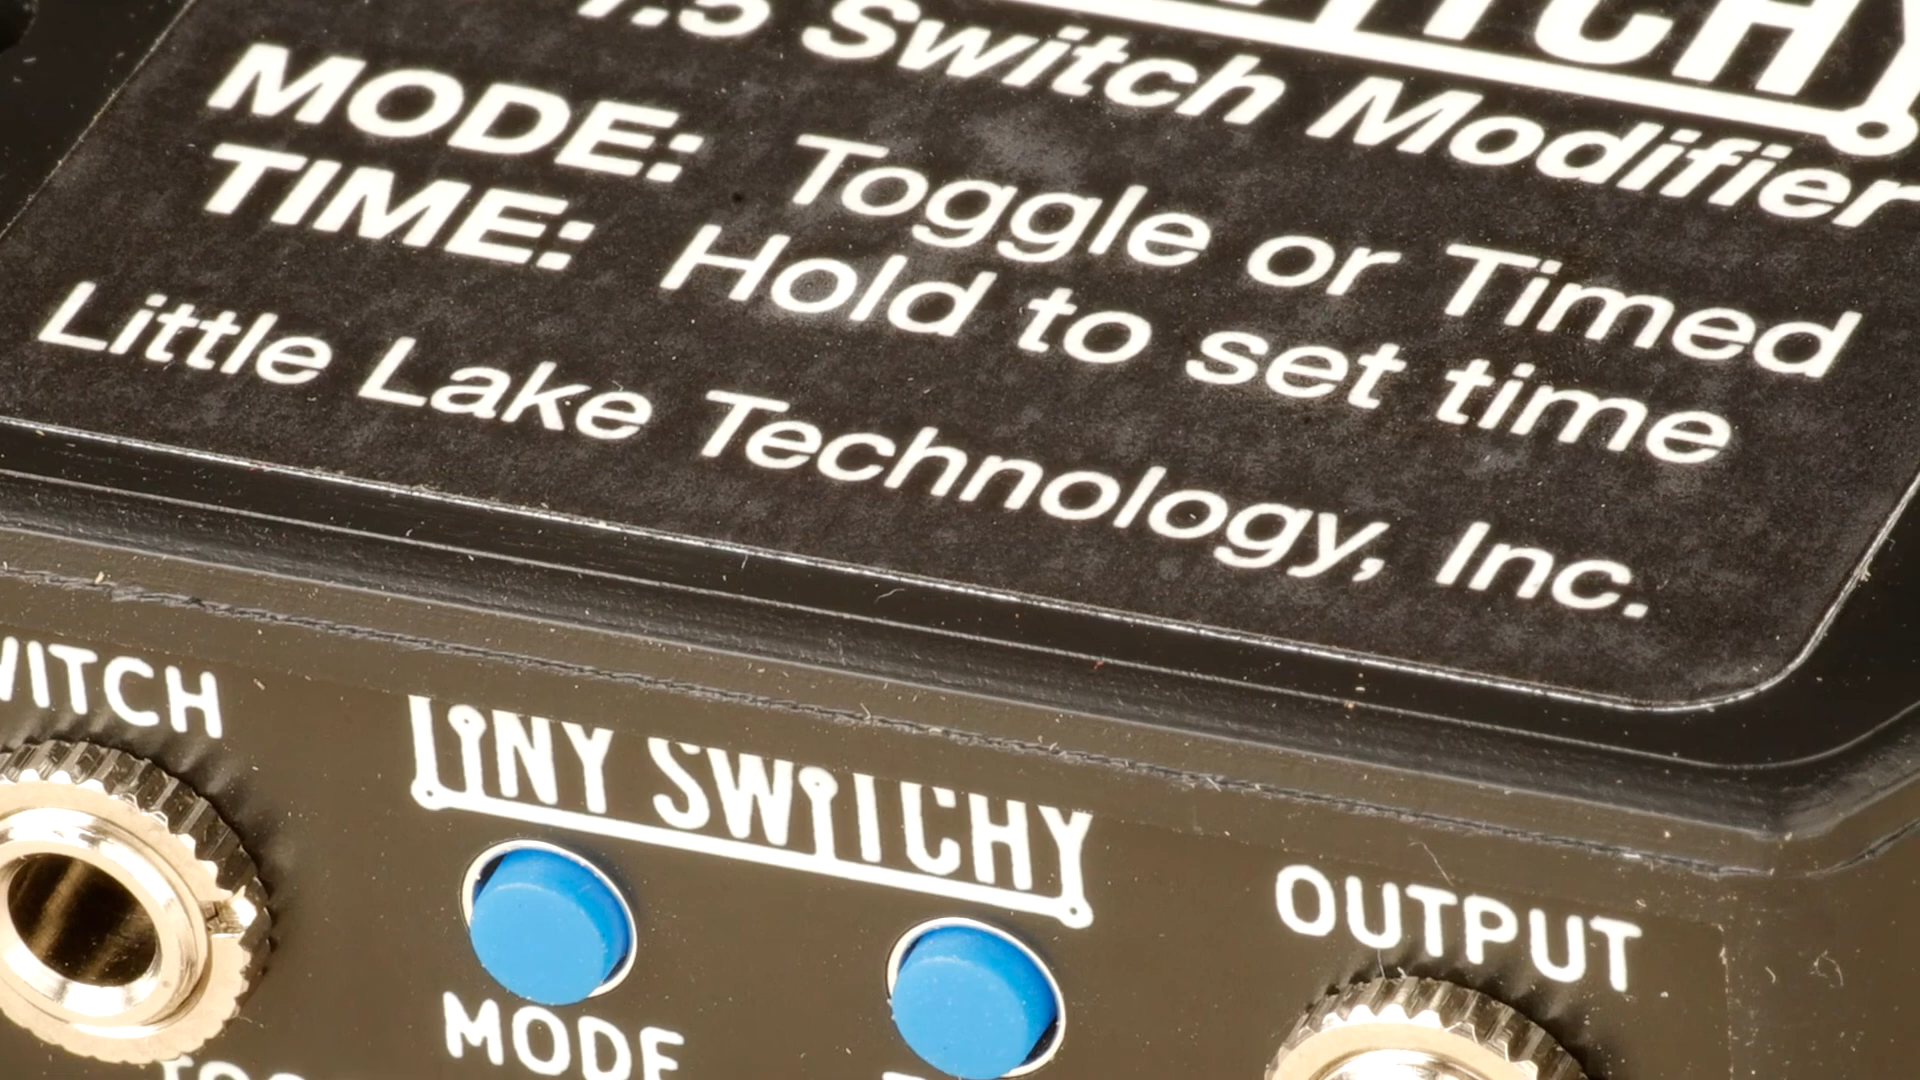 Switch Modifier
MODE: Toggle or Timed
TIME: Hold to set time
Little Lake Technology, Inc.
TINY SWITCHY
OUTPUT
MODE